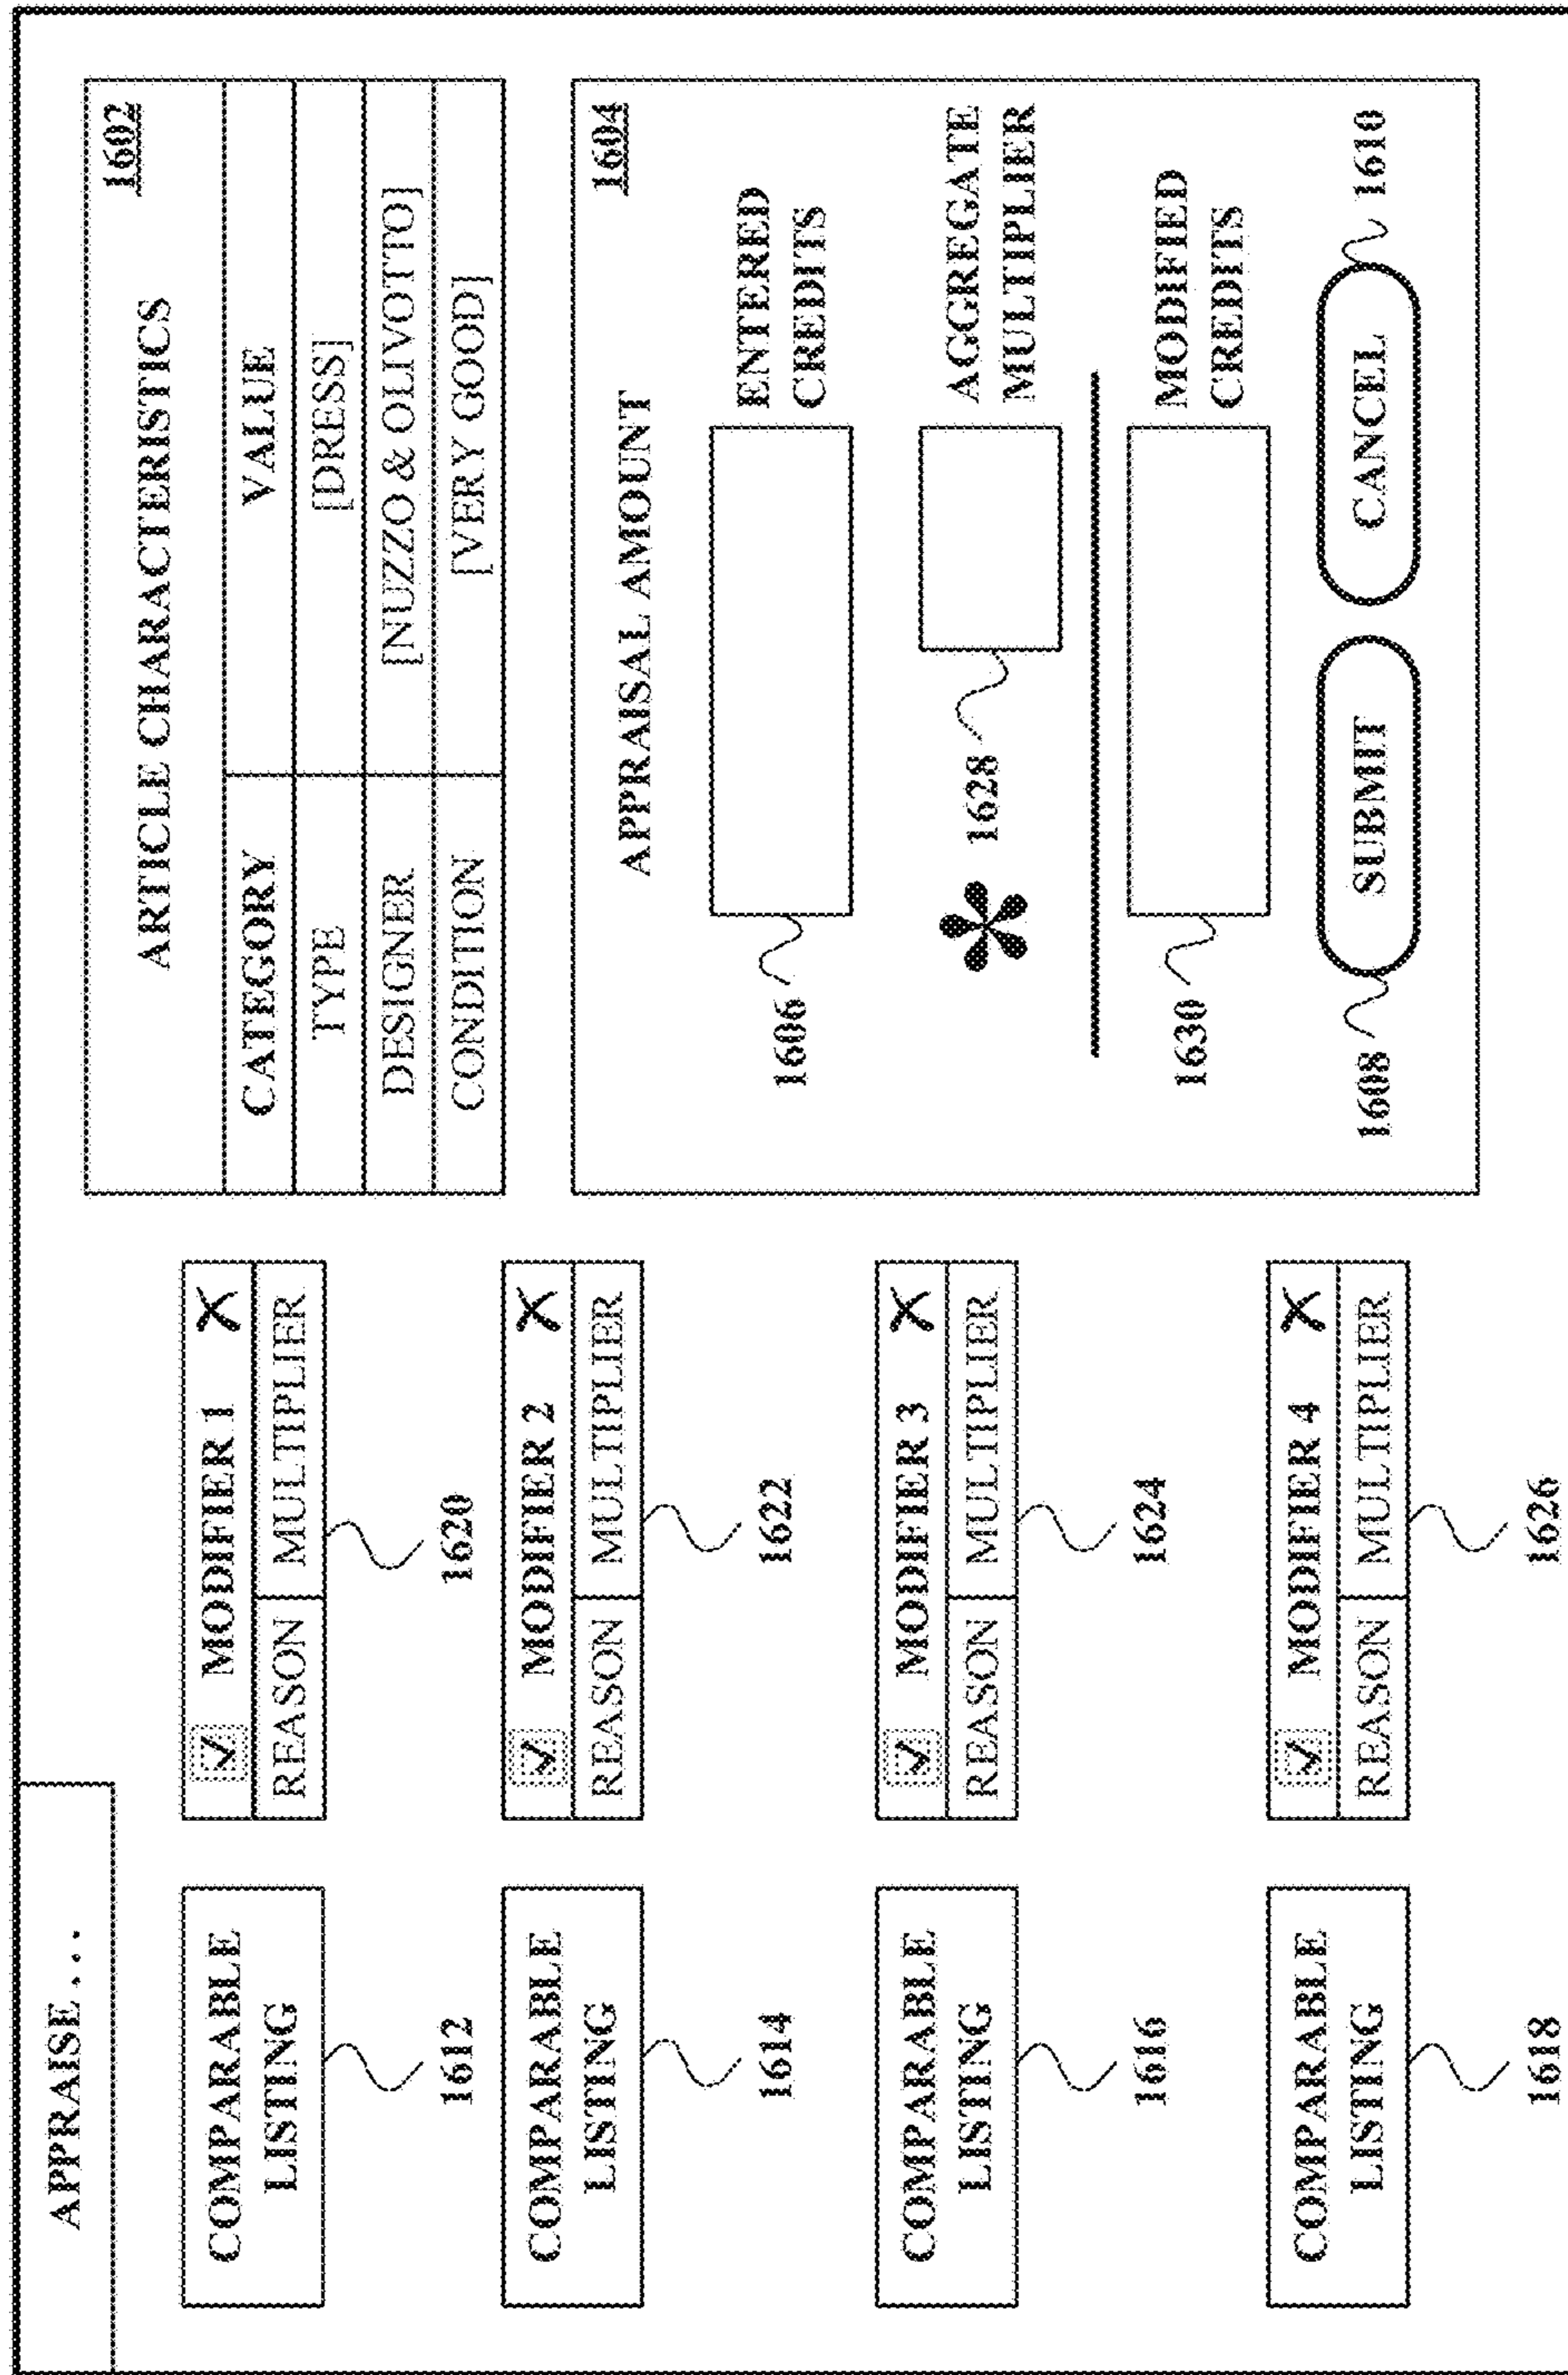 APPRAISE . . .
COMPARABLE
LISTING
1612
MODIFIER 1
REASON MULTIPLIER
1620
COMPARABLE
LISTING
1614
MODIFIER 2
REASON MULTIPLIER
1622
COMPARABLE
LISTING
1616
MODIFIER 3
REASON MULTIPLIER
1624
COMPARABLE
LISTING
1618
MODIFIER 4
REASON MULTIPLIER
1626
1602
ARTICLE CHARACTERISTICS
CATEGORY VALUE
TYPE [DRESS]
DESIGNER [NUZZO & OLIVOTTO]
CONDITION [VERY GOOD]
1604
APPRAISAL AMOUNT
1606
ENTERED
CREDITS
1628
AGGREGATE
MULTIPLIER
1630
MODIFIED
CREDITS
1608 SUBMIT CANCEL 1610